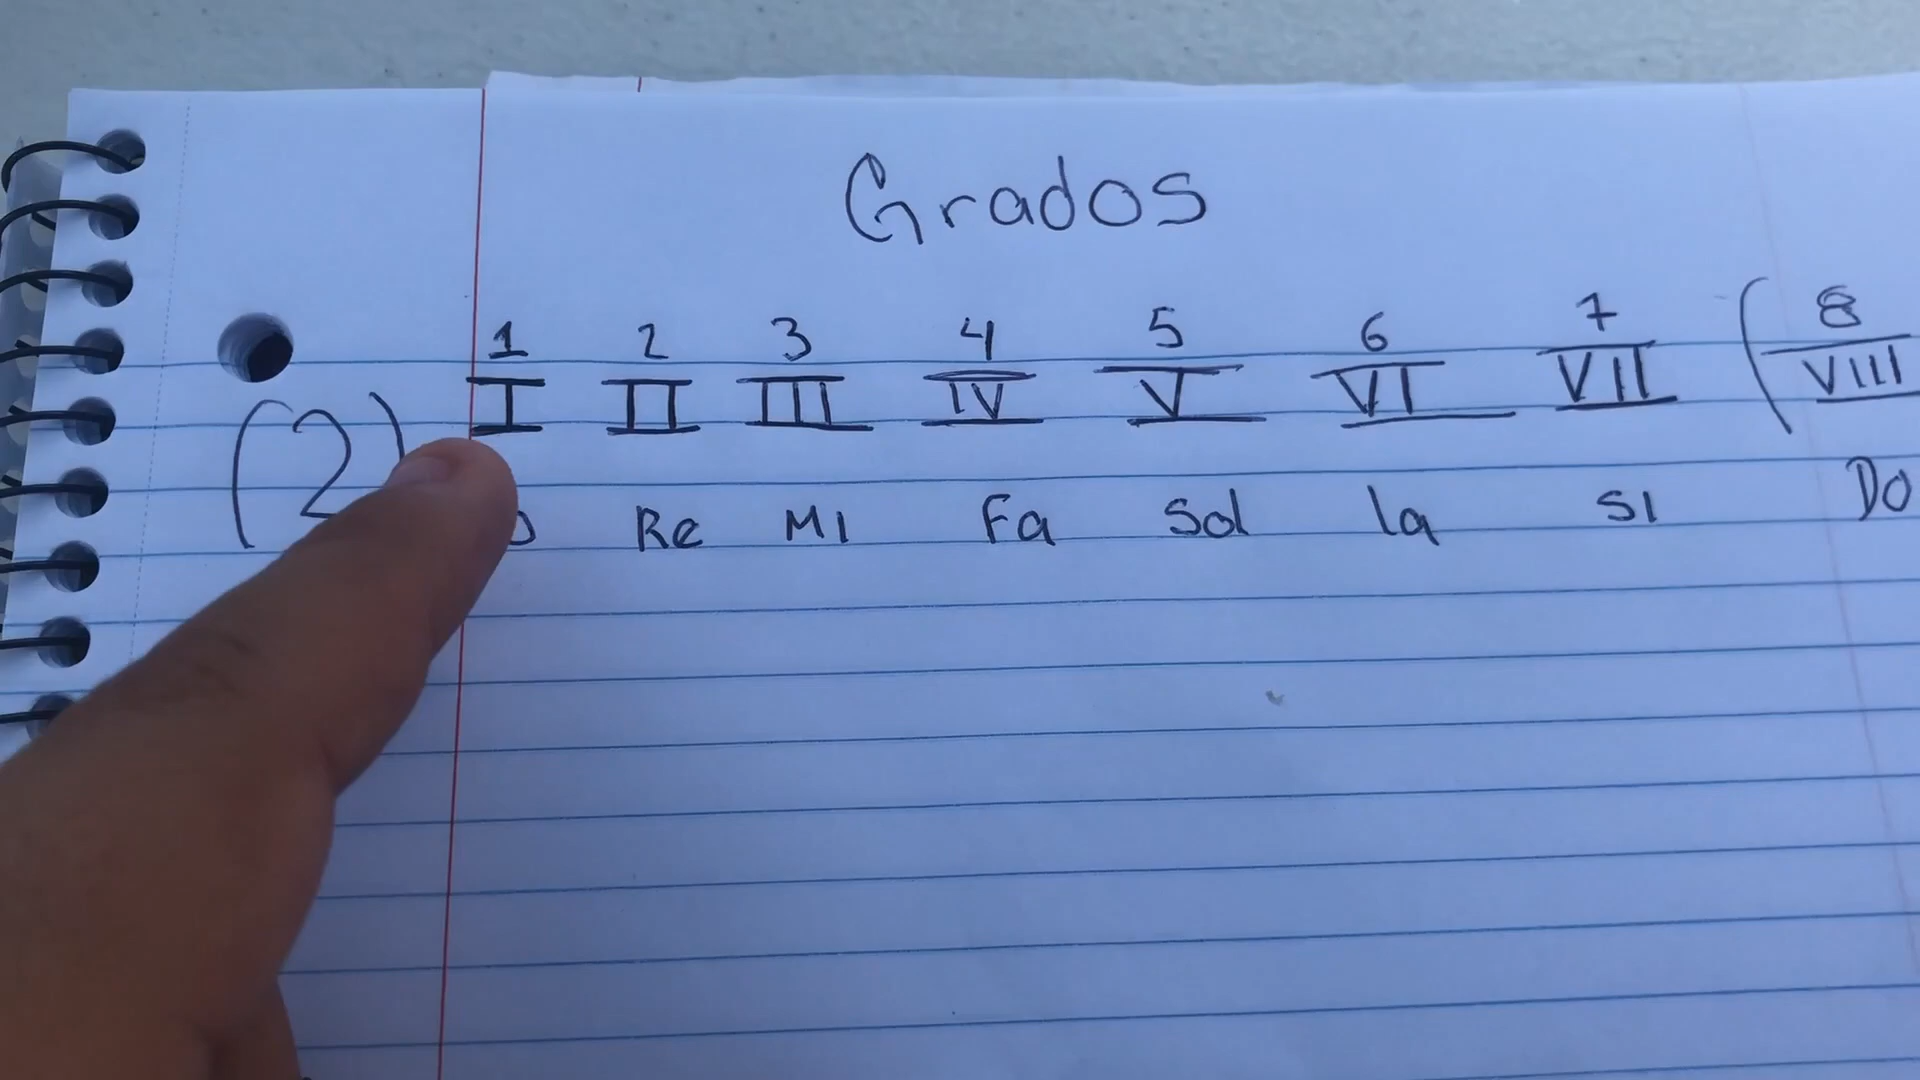 Grados
1 2 3 4 5 6 7 ( 8
(2) I II III IV V VI VII VIII
Re MI Fa Sol la SI Do